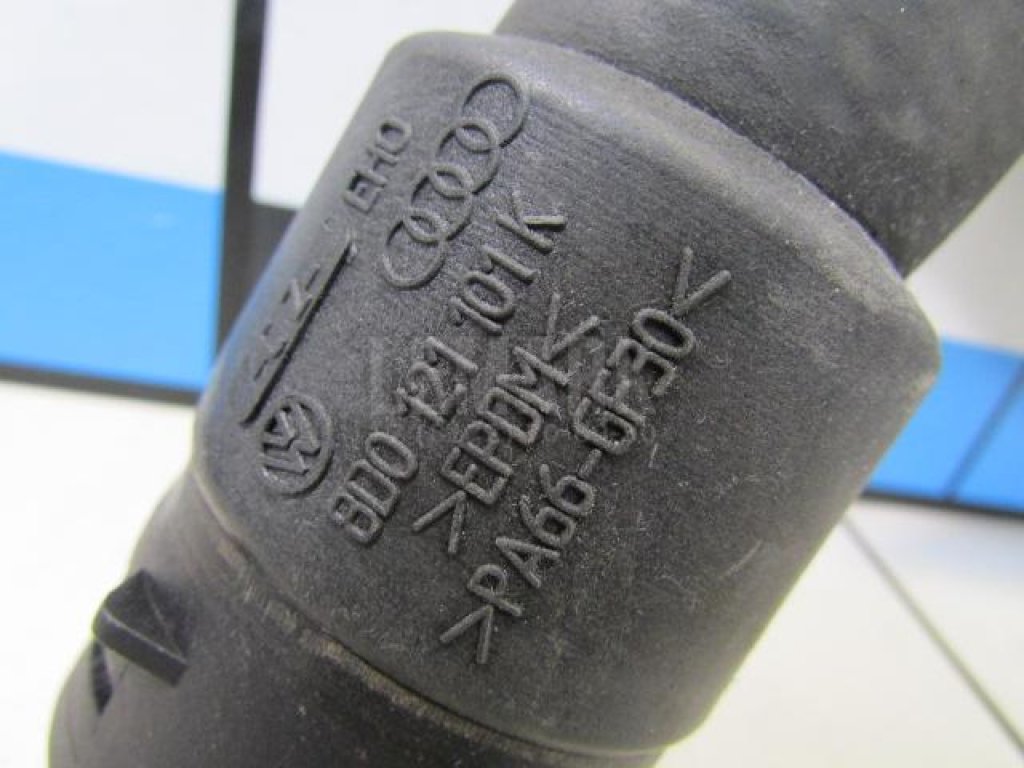 EHO
8D0 121 101 K
>EPDM<
>PA66-GF30<